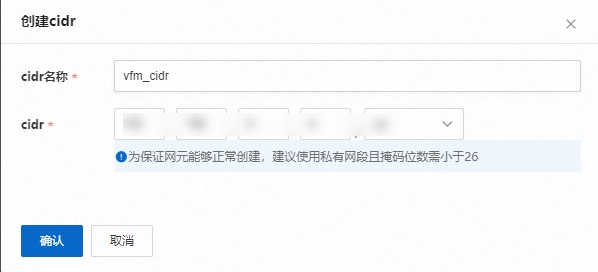 创建cidr
cidr名称 *
vfm_cidr
cidr *
为保证网元能够正常创建，建议使用私有网段且掩码位数需小于26
确认
取消